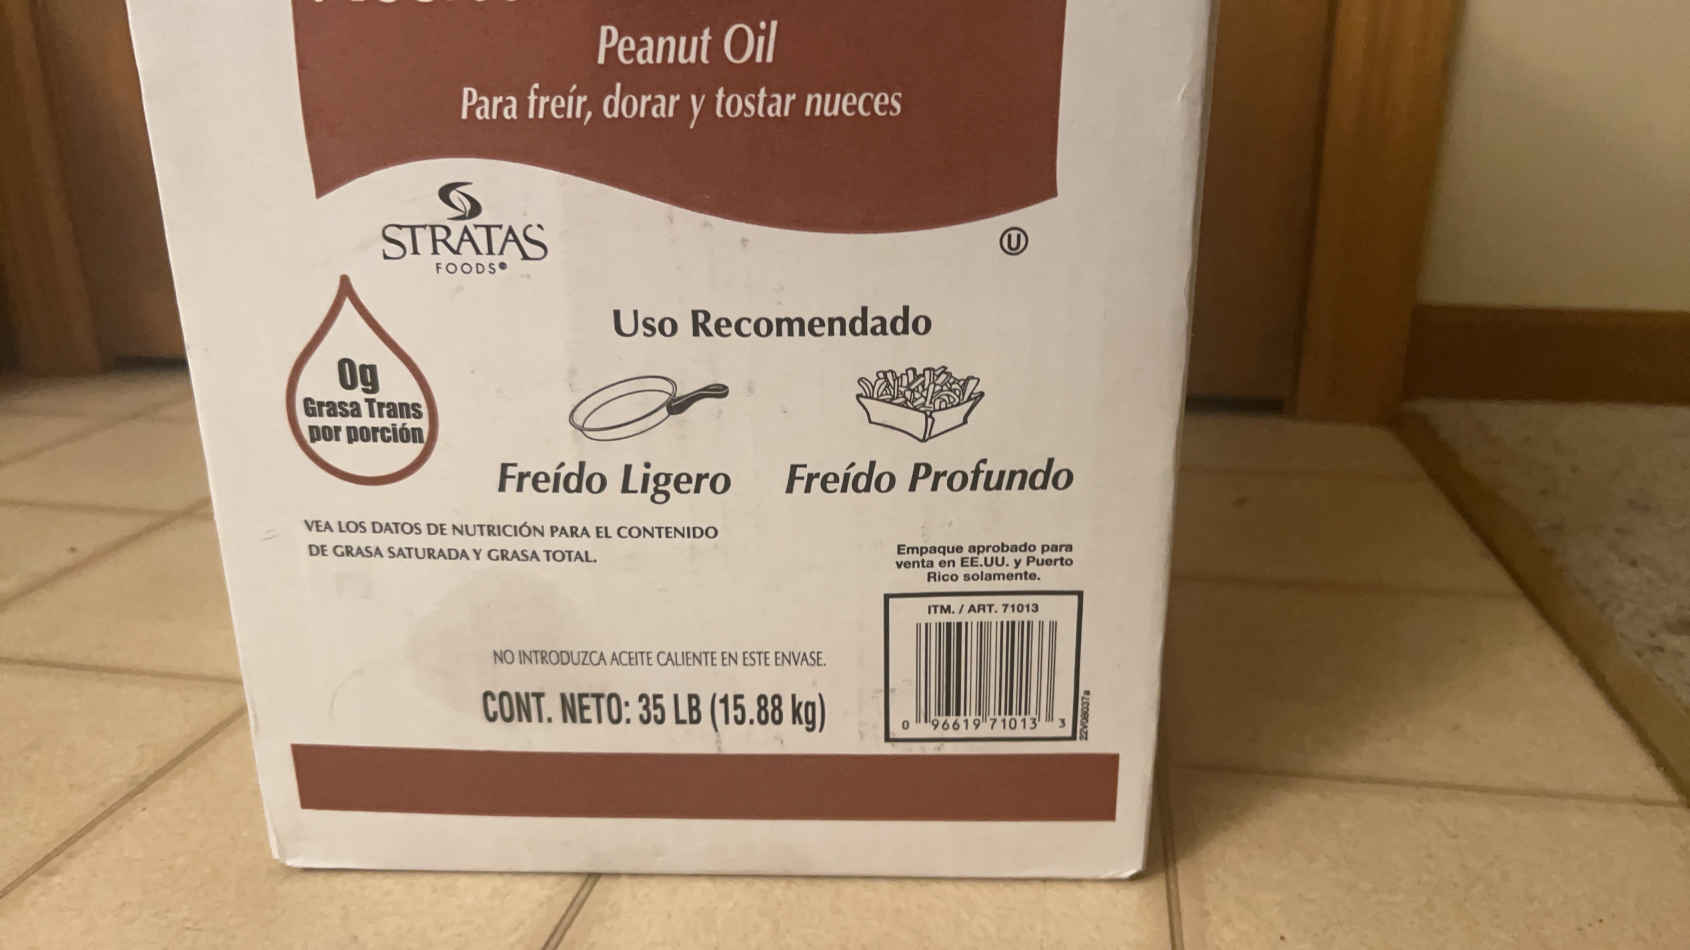 Peanut Oil
Para freír, dorar y tostar nueces
STRATAS
FOODS
U
Uso Recomendado
0g
Grasa Trans
por porción
Freído Ligero
Freído Profundo
VEA LOS DATOS DE NUTRICIÓN PARA EL CONTENIDO
DE GRASA SATURADA Y GRASA TOTAL.
Empaque aprobado para
venta en EE.UU. y Puerto
Rico solamente.
ITM. / ART. 71013
NO INTRODUZCA ACEITE CALIENTE EN ESTE ENVASE.
CONT. NETO: 35 LB (15.88 kg)
0 96619 71013 3
22V08037a